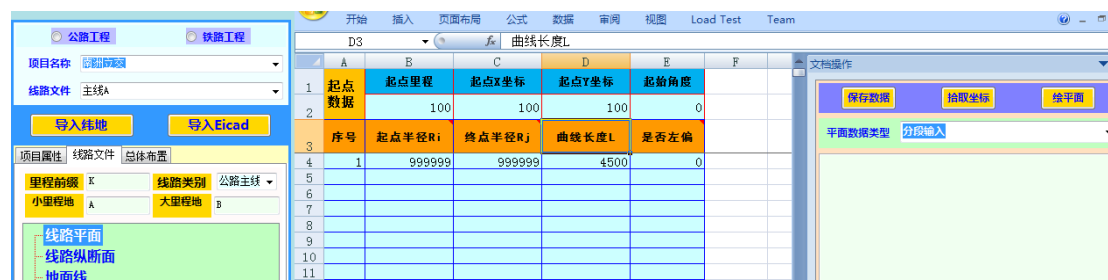 公路工程 铁路工程
项目名称
线路文件 主线A
导入纬地 导入Eicad
项目属性 线路文件 总体布置
里程前缀 K 线路类别 公路主线
小里程地 A 大里程地 B
线路平面
线路纵断面
地面线
开始 插入 页面布局 公式 数据 审阅 视图 Load Test Team
D3 fx 曲线长度L
A B C D E F
1 起点数据 起点里程 起点X坐标 起点Y坐标 起始角度
2 100 100 100 0
3 序号 起点半径Ri 终点半径Rj 曲线长度L 是否左偏
4 1 999999 999999 4500 0
5
6
7
8
9
10
11
文档操作
保存数据 拾取坐标 绘平面
平面数据类型 分段输入